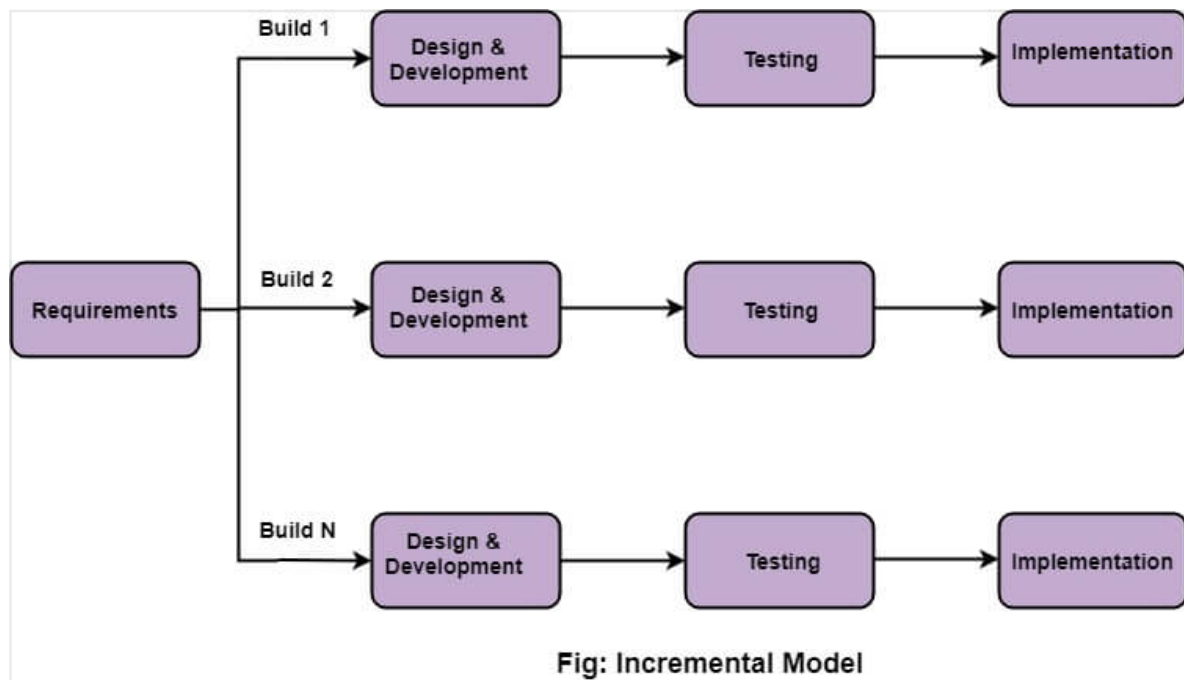 Build 1
Design &
Development
Testing
Implementation
Requirements
Build 2
Design &
Development
Testing
Implementation
Build N
Design &
Development
Testing
Implementation
Fig: Incremental Model